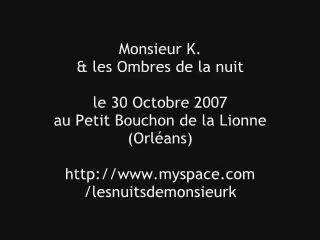 Monsieur K.
& les Ombres de la nuit
le 30 Octobre 2007
au Petit Bouchon de la Lionne
(Orléans)
http://www.myspace.com
/lesnuitsdemonsieurk